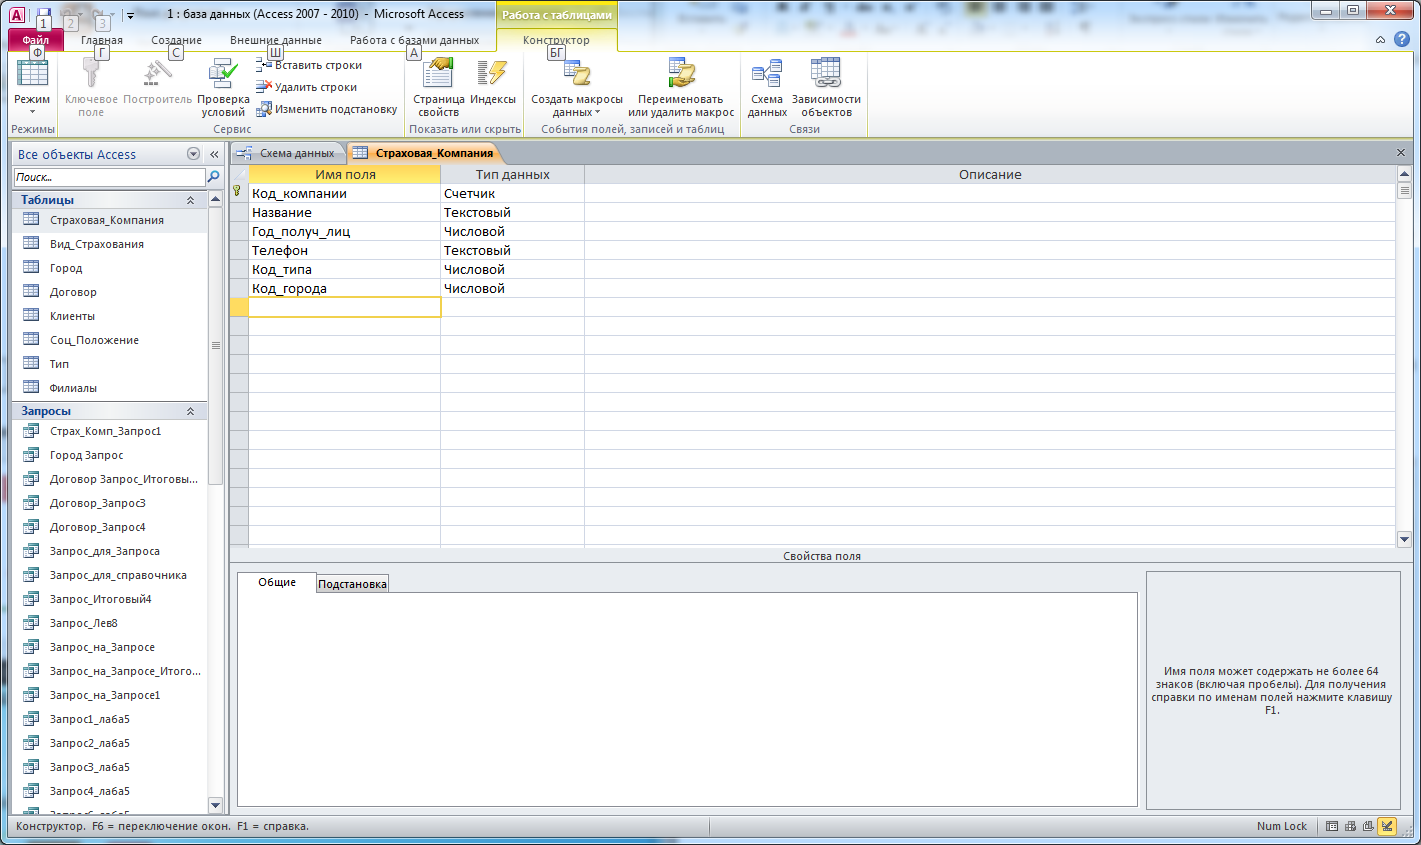 1 : база данных (Access 2007 - 2010) - Microsoft Access
Работа с таблицами
1 2 3
Файл Главная Создание Внешние данные Работа с базами данных Конструктор
Ф Г С Ш А БГ
Режим
Ключевое поле
Построитель
Проверка условий
Вставить строки
Удалить строки
Изменить подстановку
Страница свойств
Индексы
Создать макросы данных
Переименовать или удалить макрос
Схема данных
Зависимости объектов
Режимы Сервис Показать или скрыть События полей, записей и таблиц Связи
Все объекты Access
Поиск...
Таблицы
Страховая_Компания
Вид_Страхования
Город
Договор
Клиенты
Соц_Положение
Тип
Филиалы
Запросы
Страх_Комп_Запрос1
Город Запрос
Договор Запрос_Итоговы...
Договор_Запрос3
Договор_Запрос4
Запрос_для_Запроса
Запрос_для_справочника
Запрос_Итоговый4
Запрос_Лев8
Запрос_на_Запросе
Запрос_на_Запросе_Итого...
Запрос_на_Запросе1
Запрос1_лаба5
Запрос2_лаба5
Запрос3_лаба5
Запрос4_лаба5
Схема данных Страховая_Компания
Имя поля Тип данных Описание
Код_компании Счетчик
Название Текстовый
Год_получ_лиц Числовой
Телефон Текстовый
Код_типа Числовой
Код_города Числовой
Свойства поля
Общие Подстановка
Имя поля может содержать не более 64
знаков (включая пробелы). Для получения
справки по именам полей нажмите клавишу
F1.
Конструктор. F6 = переключение окон. F1 = справка.
Num Lock